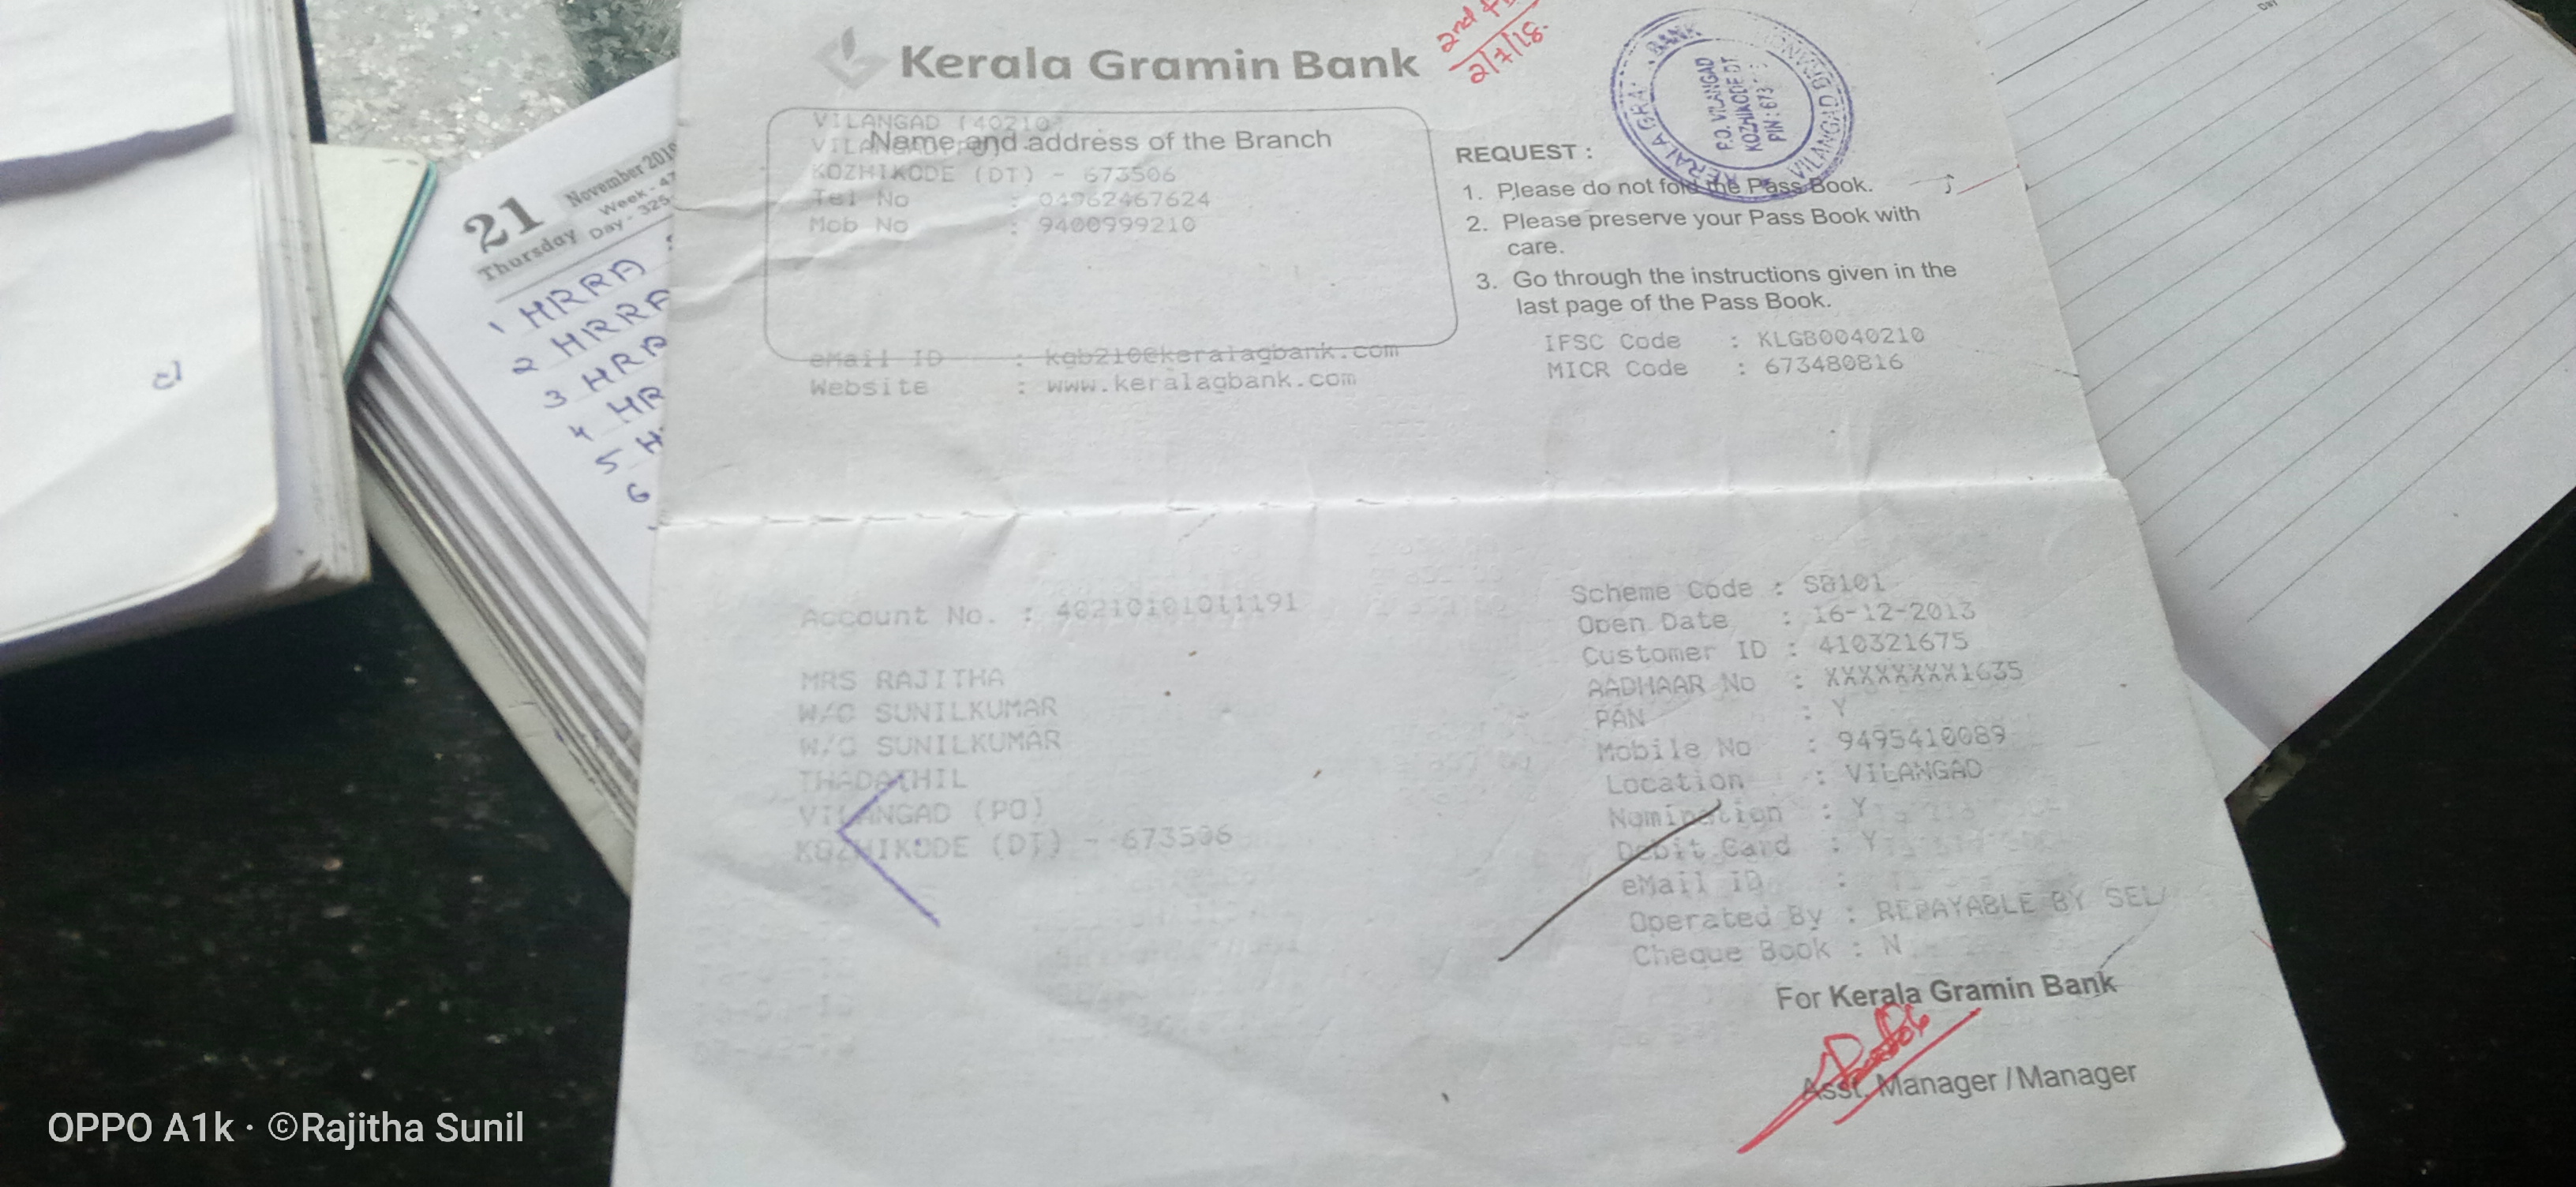 Kerala Gramin Bank
2nd
2/7/18
VILANGAD (40210)
Name and address of the Branch
KOZHIKODE (DT) - 673506
Tel No : 04962467624
Mob No : 9400999210
eMail ID : kgb210@keralagbank.com
Website : www.keralagbank.com
KERALA GRA BANK
P.O. VILANGAD
KOZHIKODE DT
PIN: 673
VILANGAD BRANCH
REQUEST :
1. Please do not fold the Pass Book.
2. Please preserve your Pass Book with
care.
3. Go through the instructions given in the
last page of the Pass Book.
IFSC Code : KLGB0040210
MICR Code : 673480816
Account No. : 40210101011191
MRS RAJITHA
W/O SUNILKUMAR
W/O SUNILKUMAR
THADATHIL
VILANGAD (PO)
KOZHIKODE (DT) - 673506
Scheme Code : SB101
Open Date : 16-12-2013
Customer ID : 410321675
AADHAAR No : XXXXXXXX1635
PAN : Y
Mobile No : 9495410089
Location : VILANGAD
Nomination : Y
Debit Card : Y
eMail ID :
Operated By : REPAYABLE BY SEL
Cheque Book : N
For Kerala Gramin Bank
Asst. Manager / Manager
21
November 2019
Thursday
Week - 47
Day - 325
1 HRRA
2 HRRA
3 HRR
4 HR
5 H
6
Day
OPPO A1k · ©Rajitha Sunil